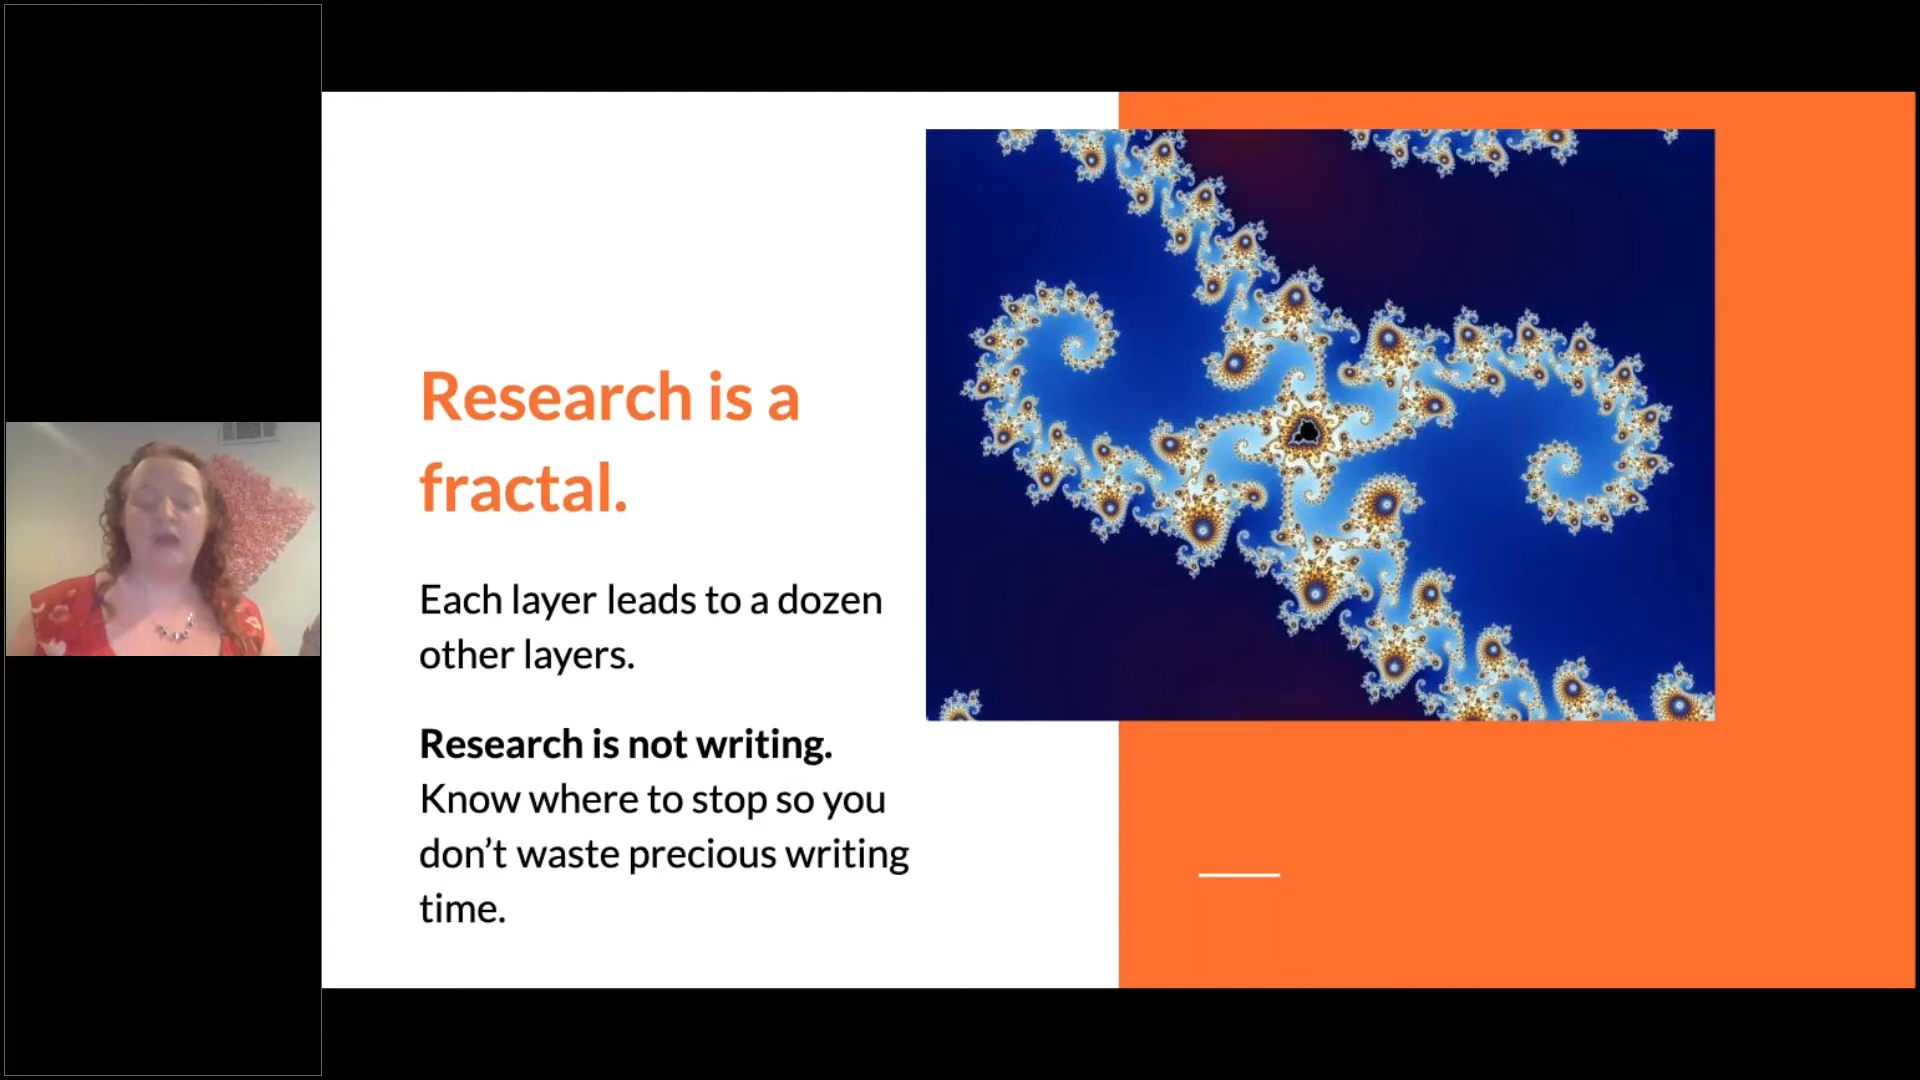 Research is a
fractal.
Each layer leads to a dozen
other layers.
Research is not writing.
Know where to stop so you
don’t waste precious writing
time.